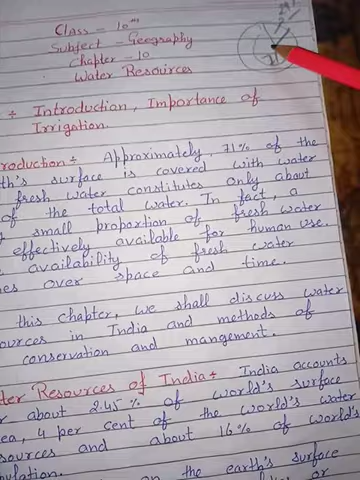 Class - 10th
Subject - Geography
Chapter - 10
Water Resources
÷ Introduction, Importance of
Irrigation.
roduction ÷ Approximately, 71% of the
th's surface is covered with water
fresh water constitutes only about
of the total water. In fact, a
small proportion of fresh water
effectively available for human use.
availability of fresh water
es over space and time.
this chapter, we shall discuss water
ources in India and methods of
conservation and mangement.
ter Resources of India ÷ India accounts
r about 2.45% of world's surface
ea, 4 per cent of the world's water
sources and about 16% of world's
pulation.
on the earth's surface
or